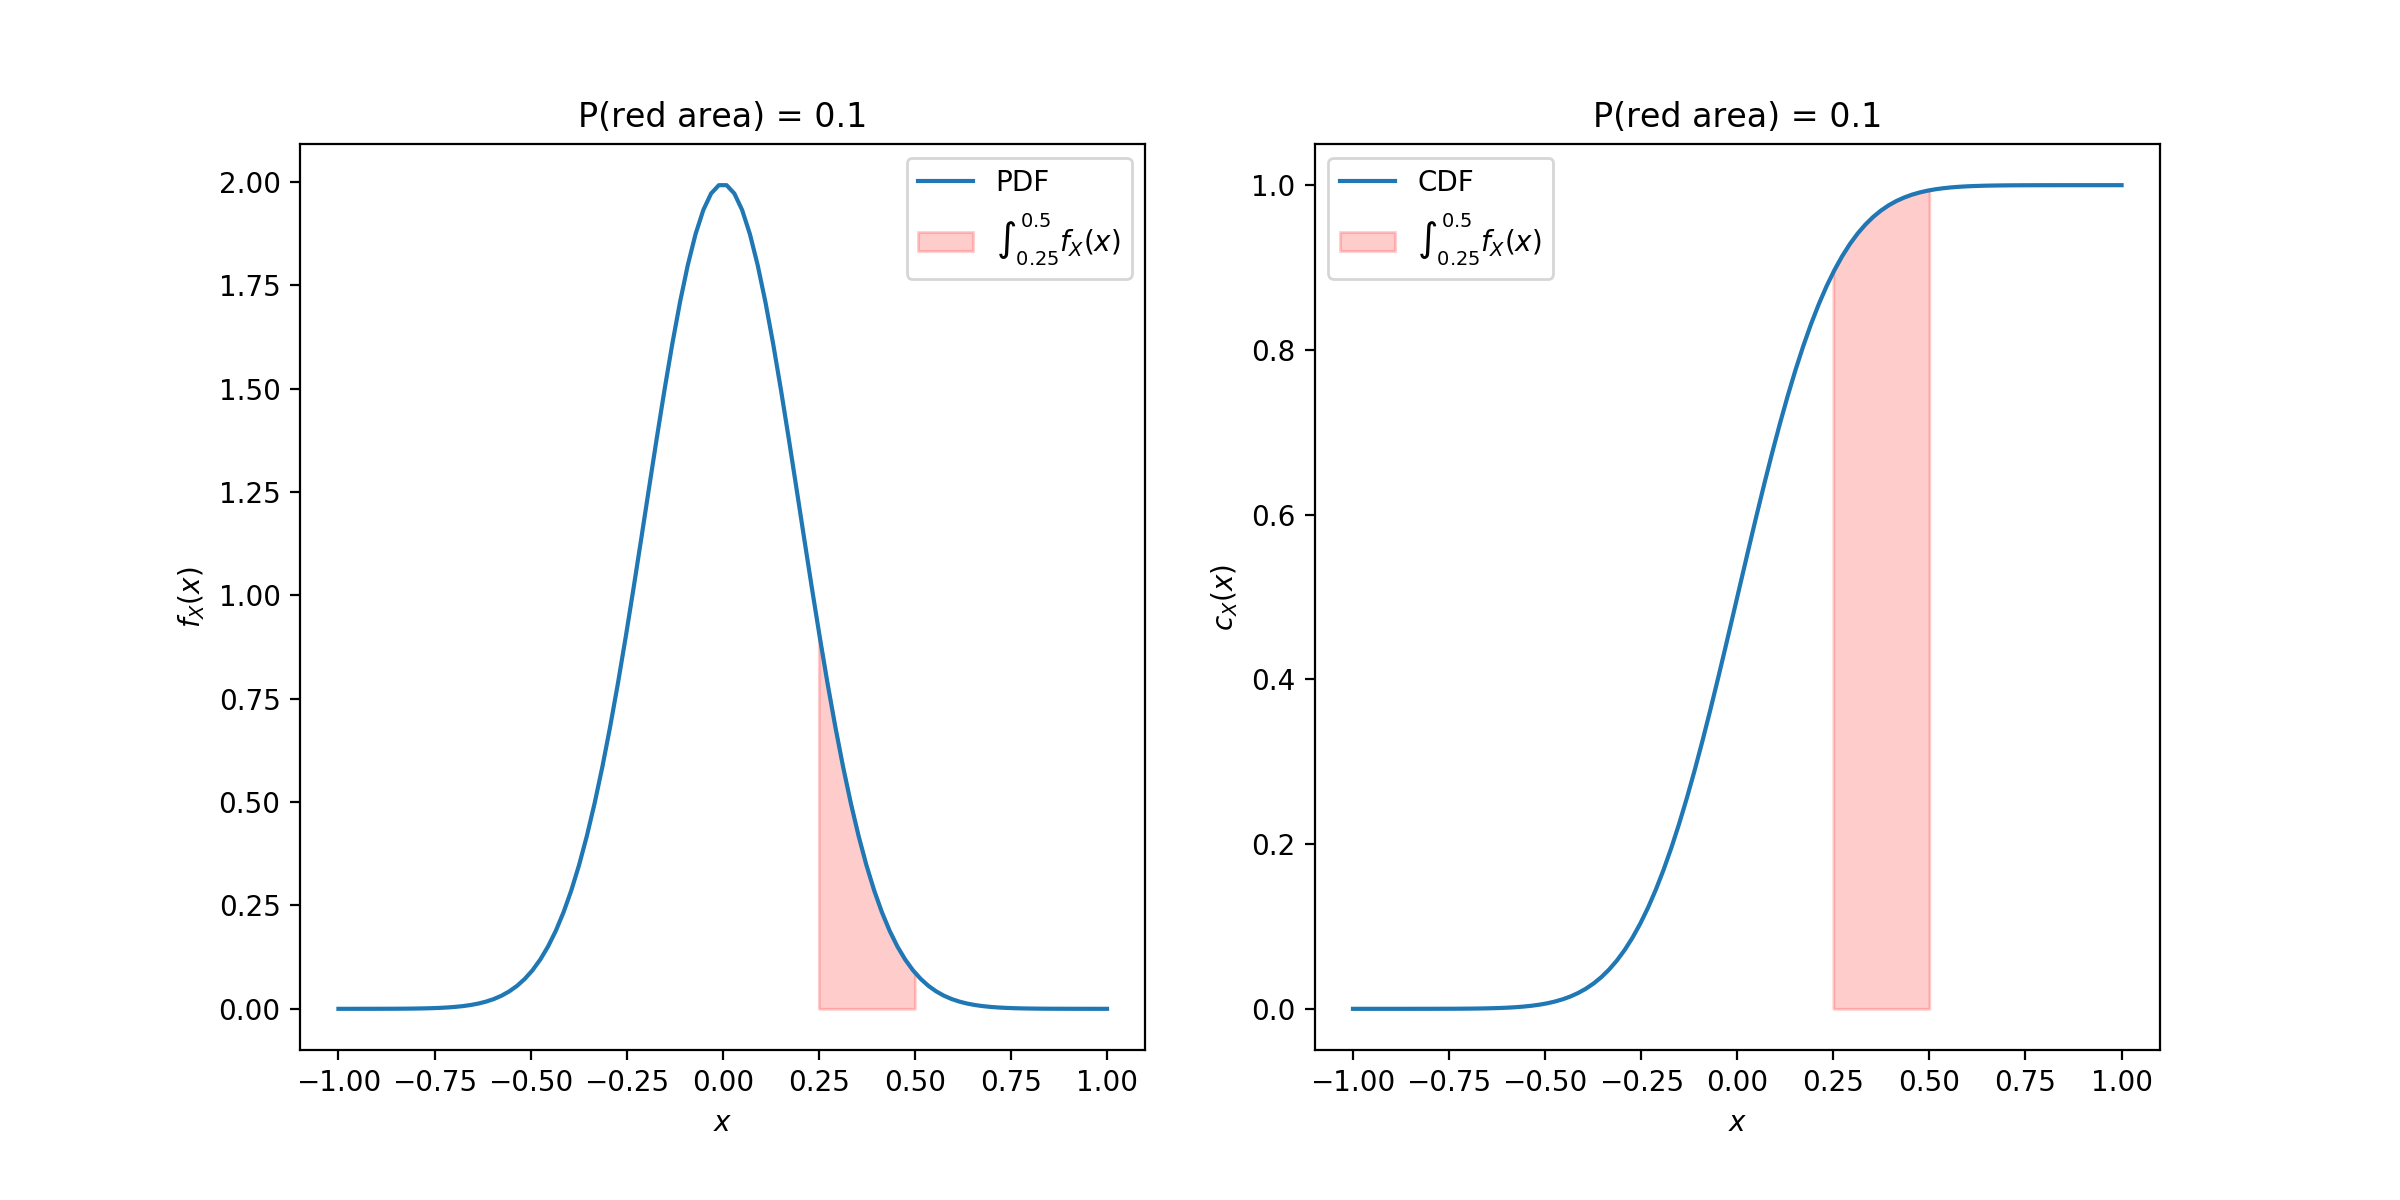 P(red area) = 0.1
PDF
∫_{0.25}^{0.5} f_X(x)
f_X(x)
2.00
1.75
1.50
1.25
1.00
0.75
0.50
0.25
0.00
−1.00 −0.75 −0.50 −0.25 0.00 0.25 0.50 0.75 1.00
x
P(red area) = 0.1
CDF
∫_{0.25}^{0.5} f_X(x)
c_X(x)
1.0
0.8
0.6
0.4
0.2
0.0
−1.00 −0.75 −0.50 −0.25 0.00 0.25 0.50 0.75 1.00
x